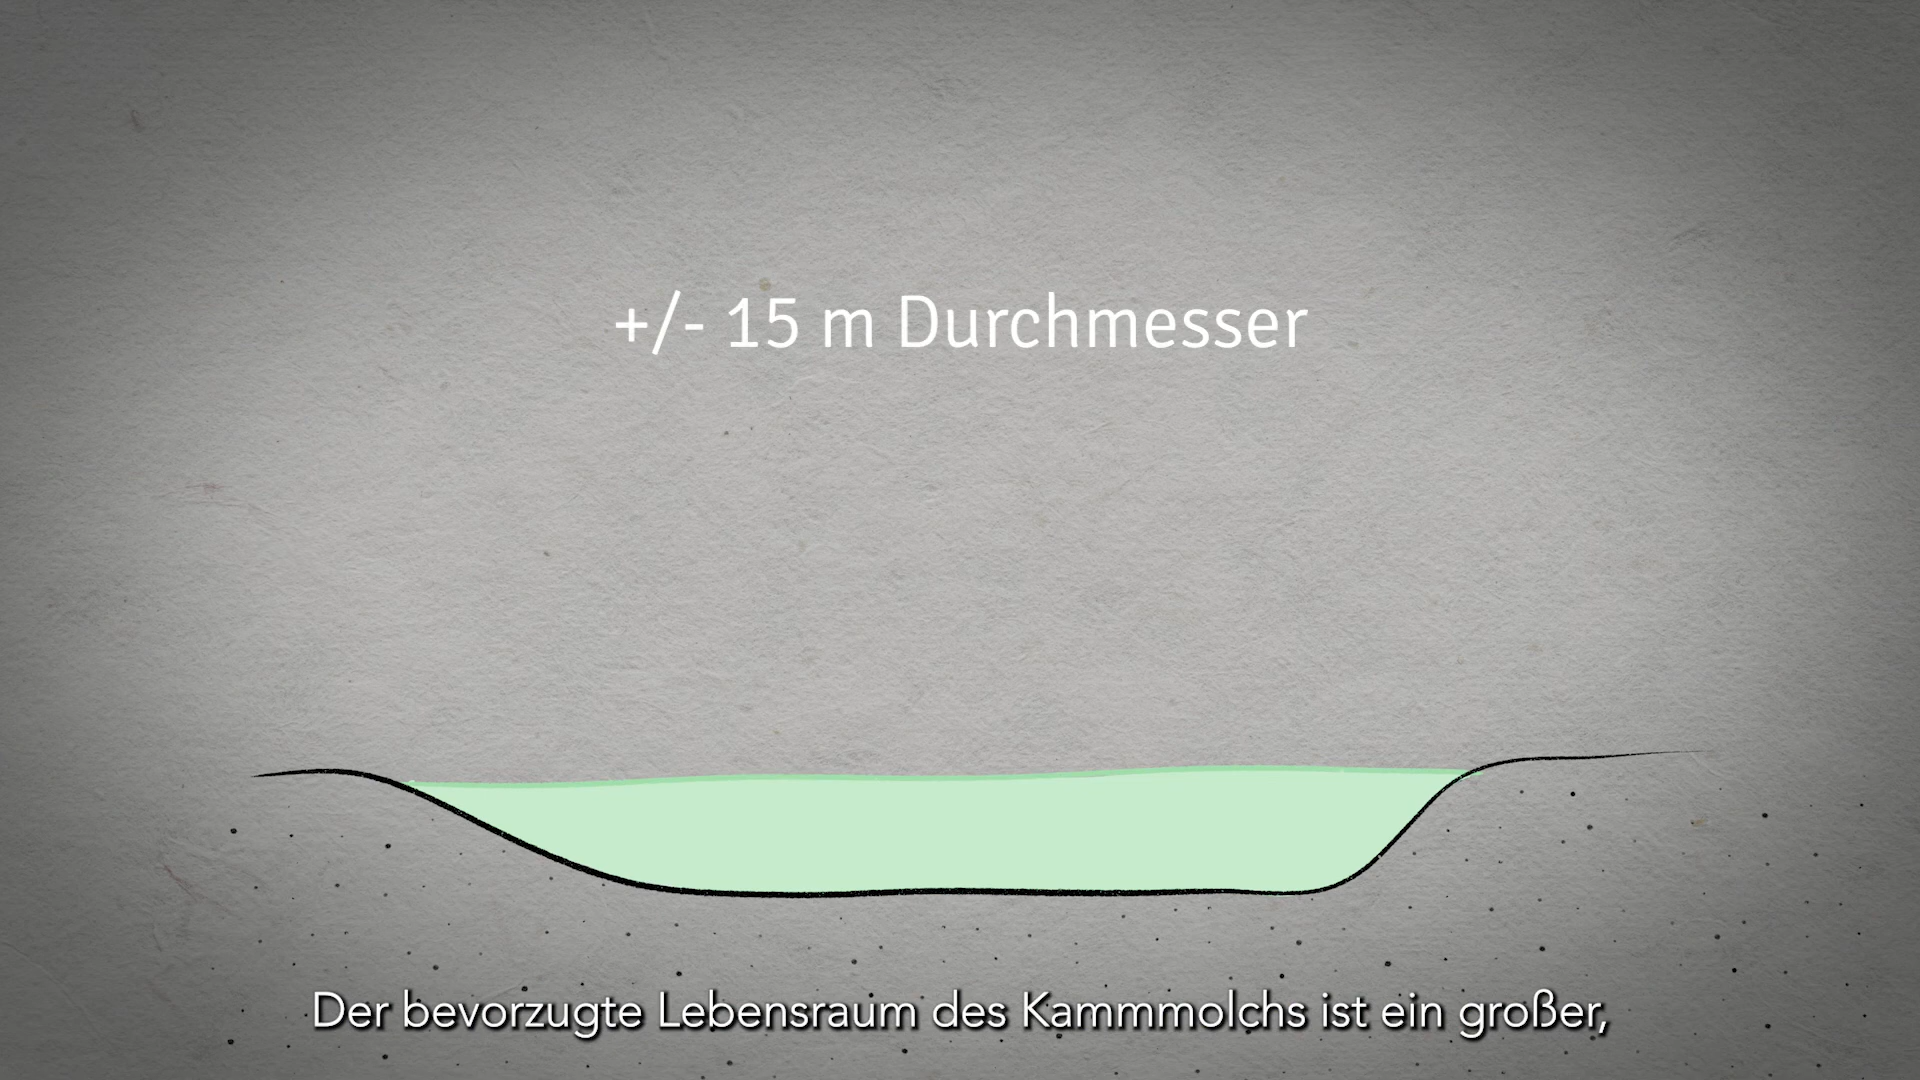 +/- 15 m Durchmesser
Der bevorzugte Lebensraum des Kammmolchs ist ein großer,